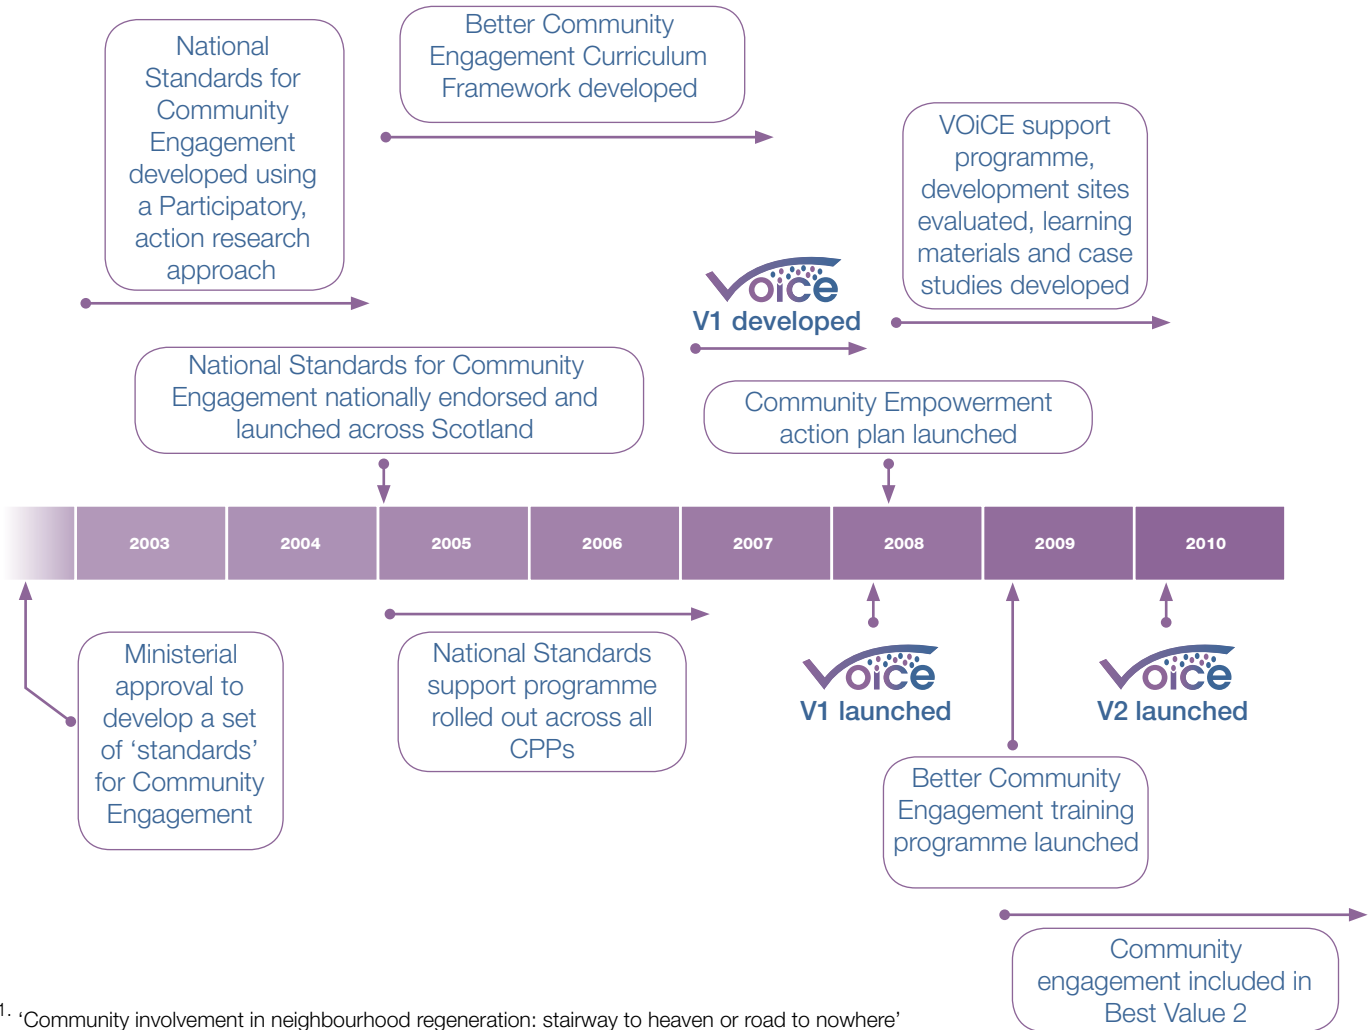 National
Standards for
Community
Engagement
developed using
a Participatory,
action research
approach
Better Community
Engagement Curriculum
Framework developed
VOiCE support
programme,
development sites
evaluated, learning
materials and case
studies developed
VOiCE
V1 developed
National Standards for Community
Engagement nationally endorsed and
launched across Scotland
Community Empowerment
action plan launched
2003
2004
2005
2006
2007
2008
2009
2010
Ministerial
approval to
develop a set
of ‘standards’
for Community
Engagement
National Standards
support programme
rolled out across all
CPPs
VOiCE
V1 launched
VOiCE
V2 launched
Better Community
Engagement training
programme launched
Community
engagement included in
Best Value 2
1. ‘Community involvement in neighbourhood regeneration: stairway to heaven or road to nowhere’